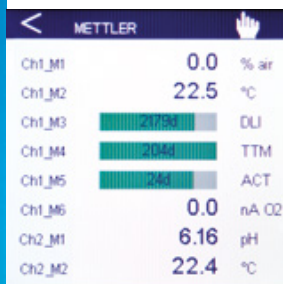 < METTLER
Ch1_M1 0.0 % air
Ch1_M2 22.5 °C
Ch1_M3 2179d DLI
Ch1_M4 204d TTM
Ch1_M5 24d ACT
Ch1_M6 0.0 nA O2
Ch2_M1 6.16 pH
Ch2_M2 22.4 °C